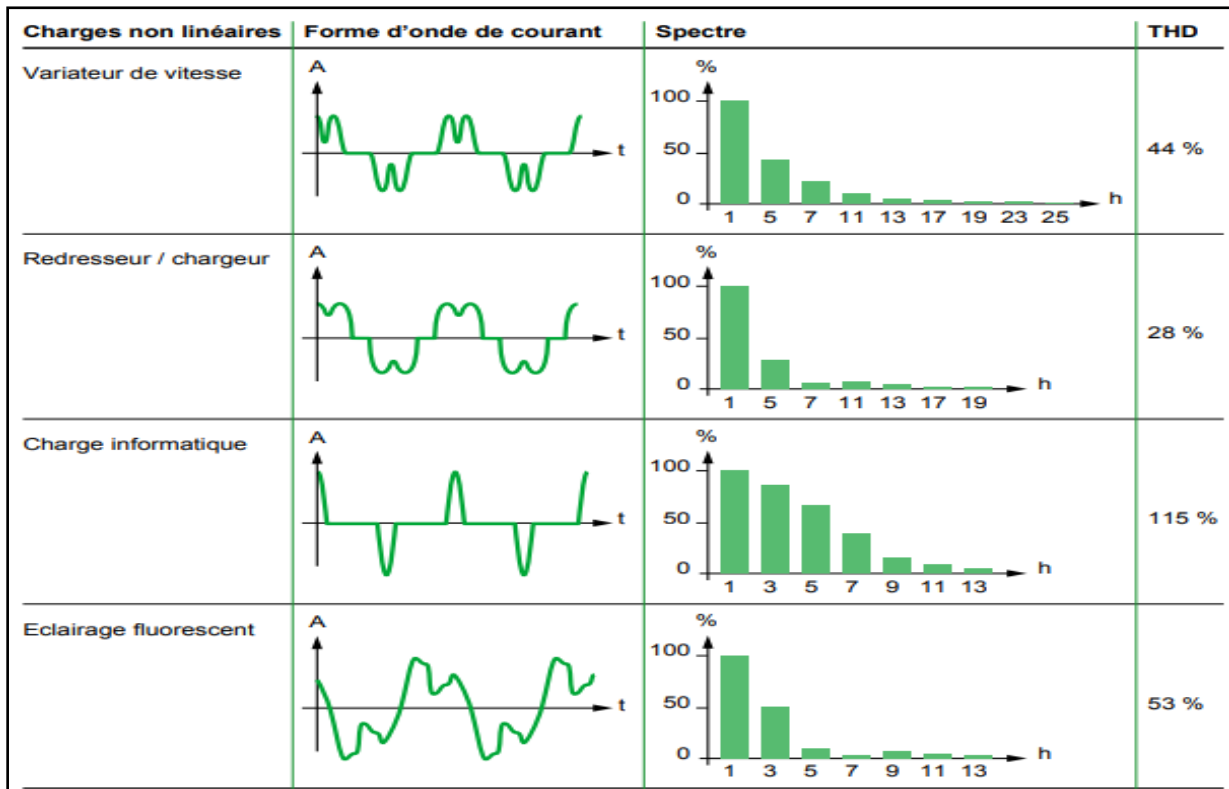 Charges non linéaires Forme d'onde de courant Spectre THD
Variateur de vitesse
A
t
%
100
50
0
1 5 7 11 13 17 19 23 25
h
44 %
Redresseur / chargeur
A
t
%
100
50
0
1 5 7 11 13 17 19
h
28 %
Charge informatique
A
t
%
100
50
0
1 3 5 7 9 11 13
h
115 %
Eclairage fluorescent
A
t
%
100
50
0
1 3 5 7 9 11 13
h
53 %